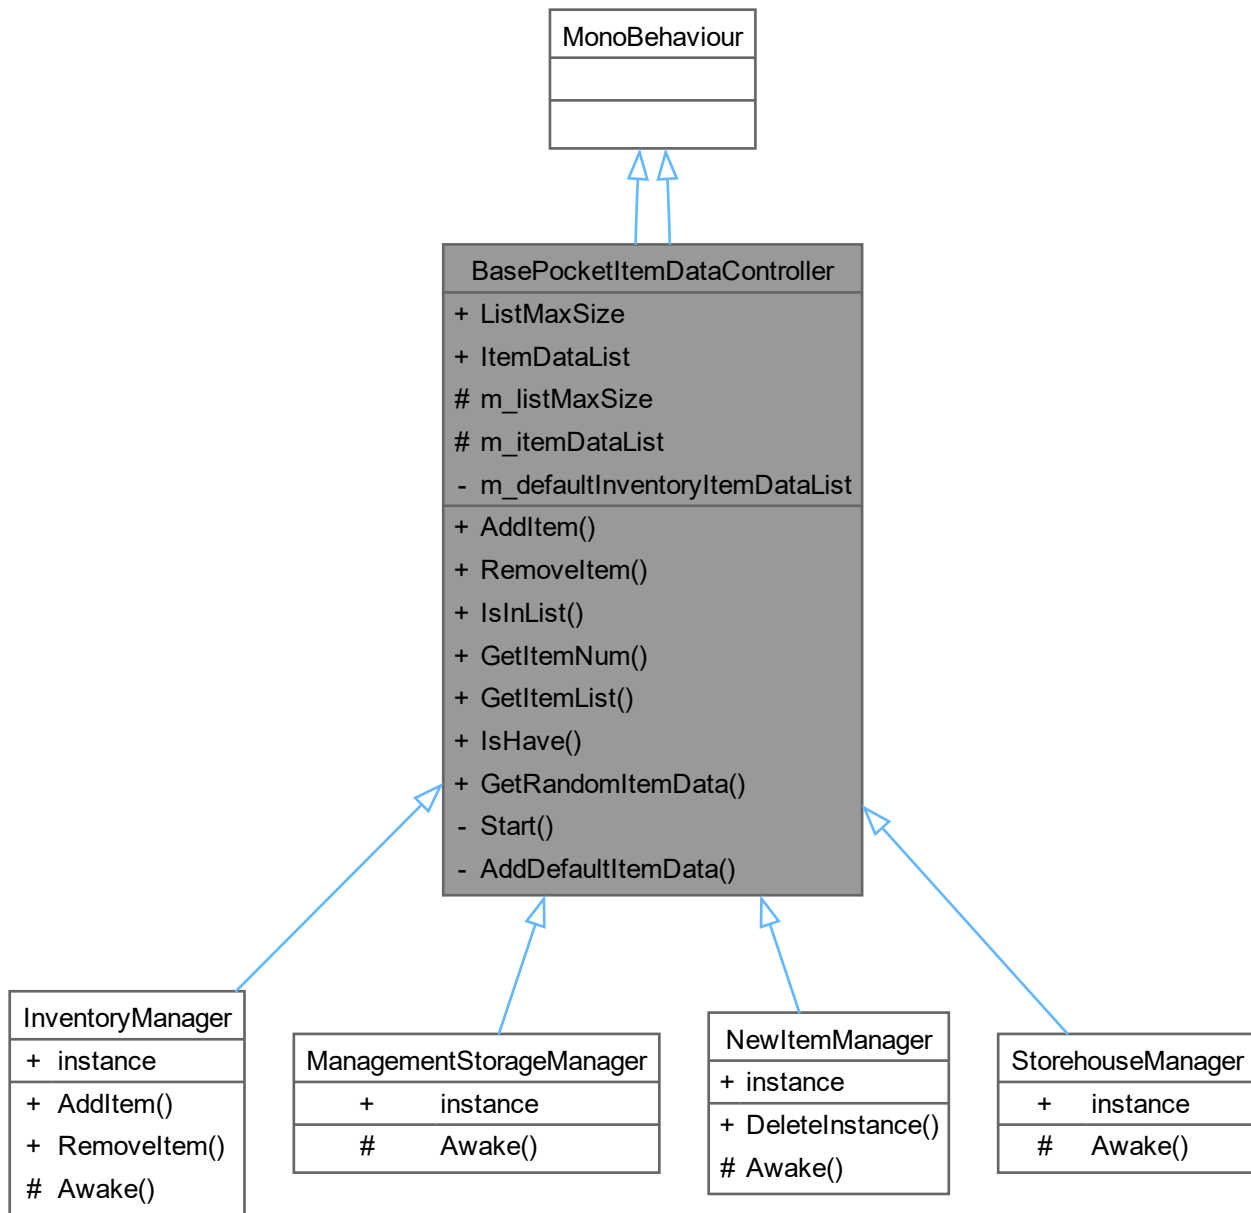 MonoBehaviour
BasePocketItemDataController
+ ListMaxSize
+ ItemDataList
# m_listMaxSize
# m_itemDataList
- m_defaultInventoryItemDataList
+ AddItem()
+ RemoveItem()
+ IsInList()
+ GetItemNum()
+ GetItemList()
+ IsHave()
+ GetRandomItemData()
- Start()
- AddDefaultItemData()
InventoryManager
+ instance
+ AddItem()
+ RemoveItem()
# Awake()
ManagementStorageManager
+ instance
# Awake()
NewItemManager
+ instance
+ DeleteInstance()
# Awake()
StorehouseManager
+ instance
# Awake()